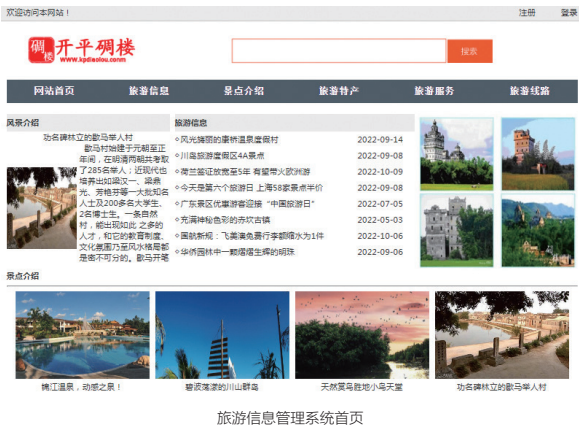 欢迎访问本网站！ 注册 登录
碉楼 开平碉楼
www.kpdiaolou.conm
搜索
网站首页 旅游信息 景点介绍 旅游特产 旅游服务 旅游线路
风景介绍
功名碑林立的歇马举人村
歇马村始建于元朝至正
年间，在明清两朝共考取
了285名举人；近现代也
培养出如梁汉一、梁鼎
光、劳艳芬等一大批知名
人士及200多名大学生、
2名博士生。一条自然
村，能出现如此 之多的
人才，和它的教育制度、
文化氛围乃至风水格局都
是密不可分的。歇马开笔
旅游信息
风光旖丽的康桥温泉度假村 2022-09-14
川岛旅游度假区4A景点 2022-09-08
荷兰签证放宽至5年 有望带火欧洲游 2022-10-09
今天是第六个旅游日 上海58家景点半价 2022-09-08
广东景区优惠游客迎接“中国旅游日” 2022-07-05
充满神秘色彩的赤坎古镇 2022-05-03
国航新规：飞美澳免费行李额缩水为1件 2022-10-06
华侨园林中一颗熠熠生辉的明珠 2022-09-06
景点介绍
锦江温泉，动感之泉！ 碧波荡漾的川山群岛 天然赏鸟胜地小鸟天堂 功名碑林立的歇马举人村
旅游信息管理系统首页